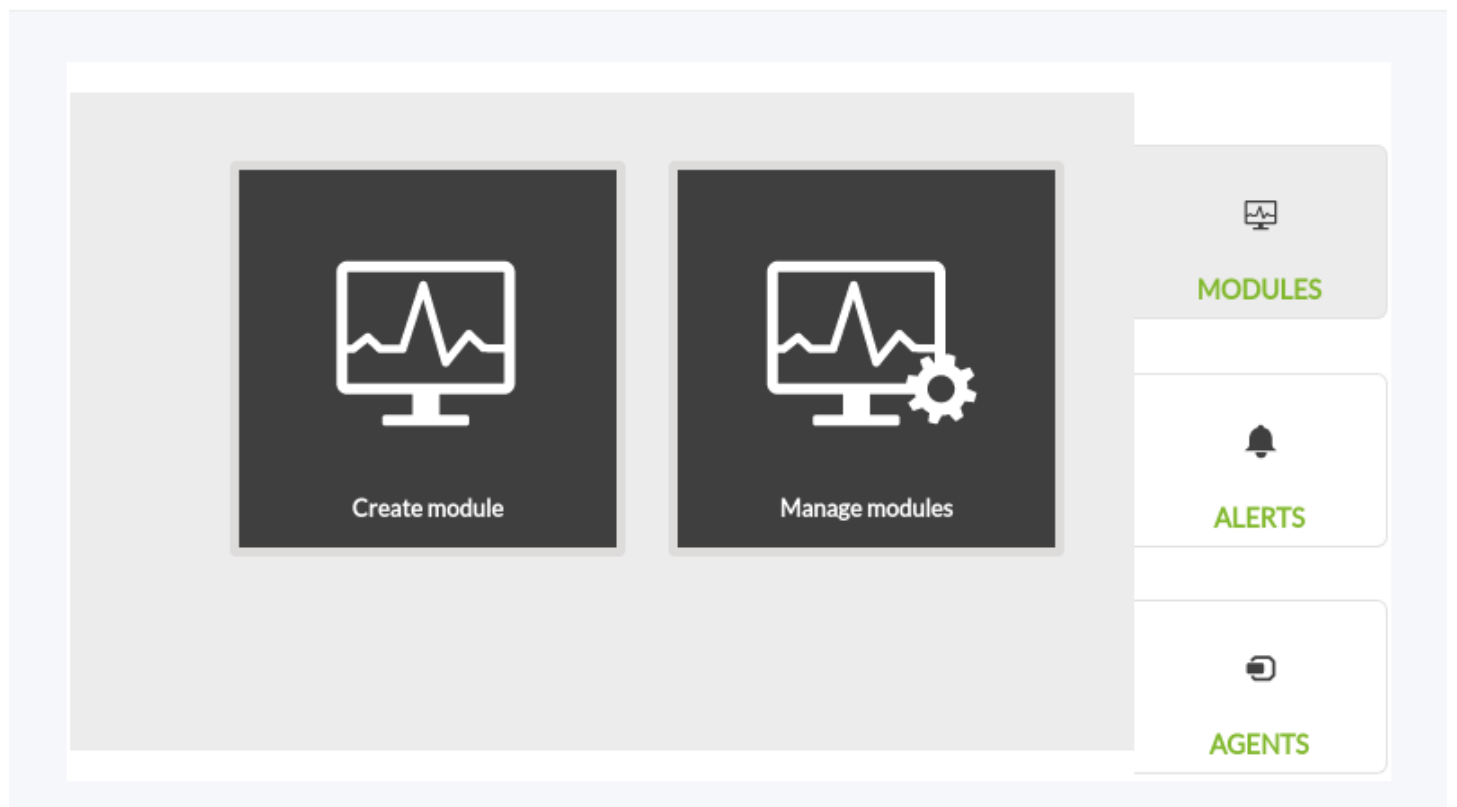 Create module
Manage modules
MODULES
ALERTS
AGENTS